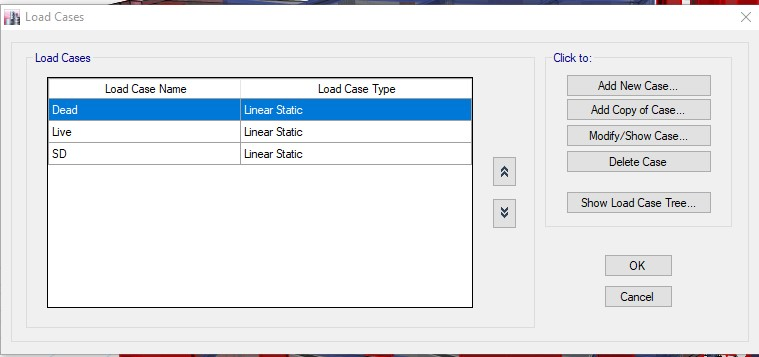 Load Cases
Load Cases
Click to:
Load Case Name Load Case Type
Dead Linear Static
Live Linear Static
SD Linear Static
Add New Case...
Add Copy of Case...
Modify/Show Case...
Delete Case
Show Load Case Tree...
OK
Cancel